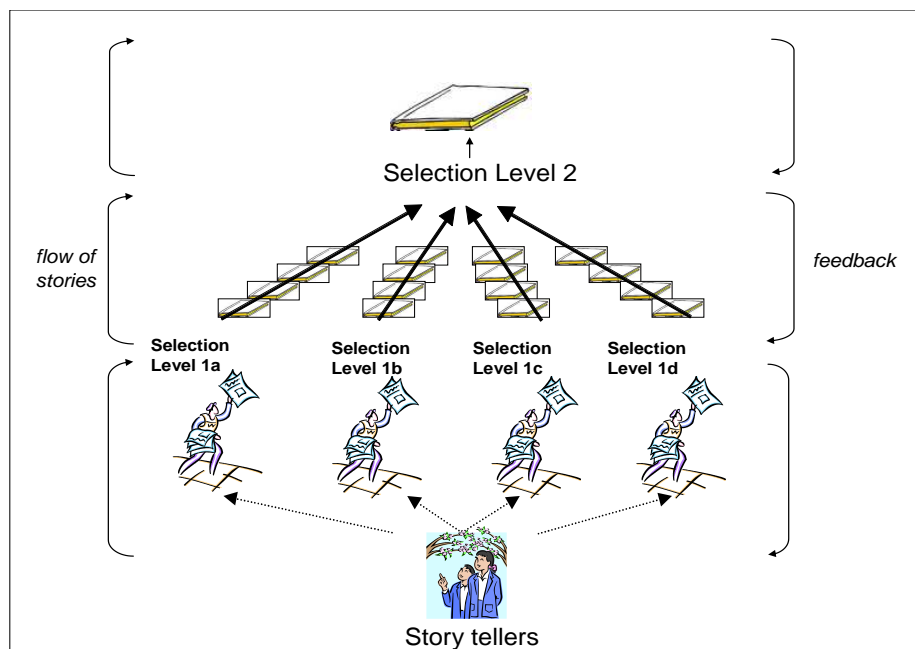 Selection Level 2
flow of
stories
feedback
Selection
Level 1a
Selection
Level 1b
Selection
Level 1c
Selection
Level 1d
Story tellers